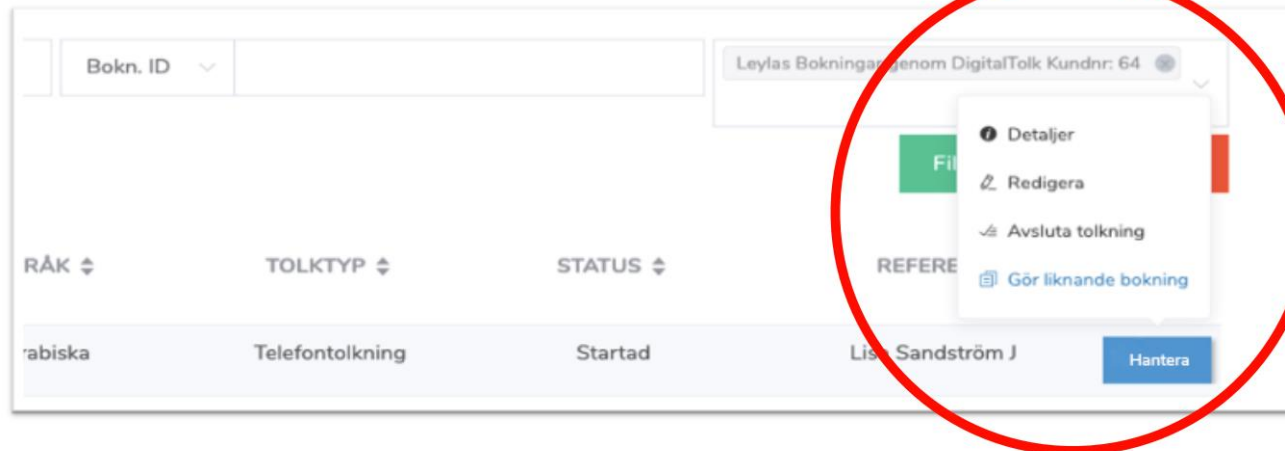 Bokn. ID
Leylas Bokningar genom DigitalTolk Kundnr: 64
Detaljer
Fil
Redigera
Avsluta tolkning
RÅK TOLKTYP STATUS REFERE
Gör liknande bokning
rabiska Telefontolkning Startad Lisa Sandström J Hantera